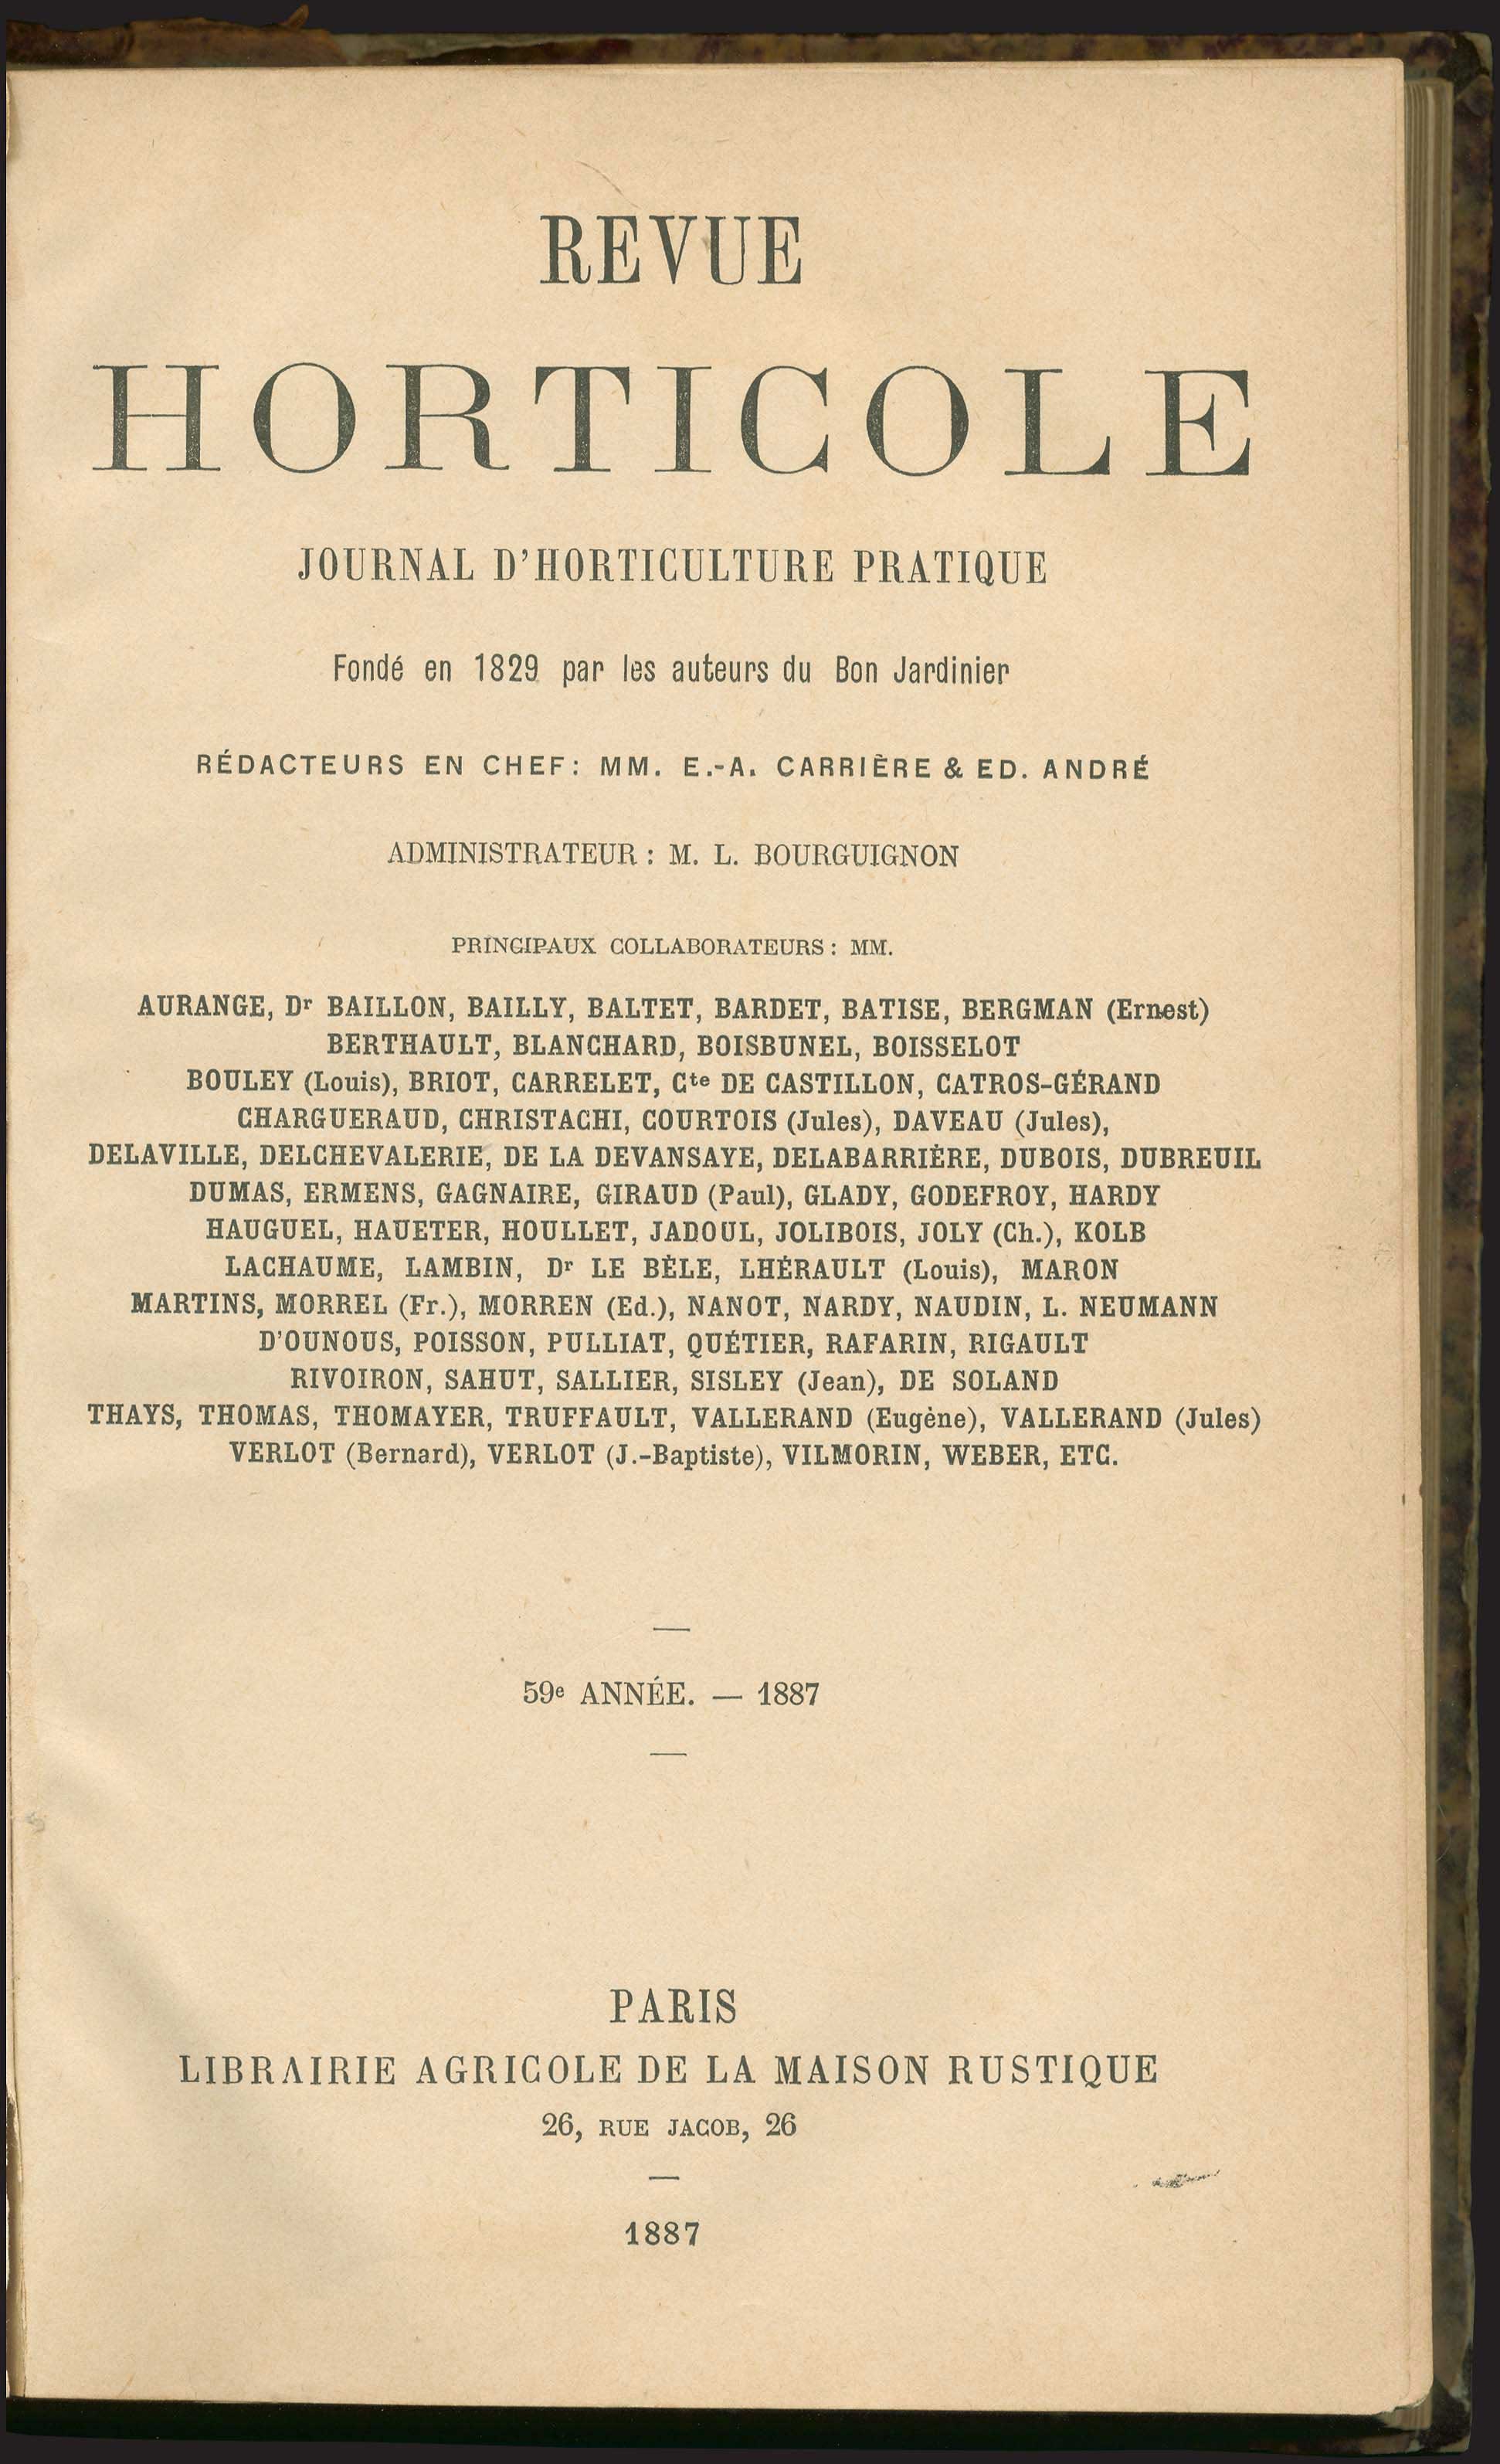 REVUE
HORTICOLE
JOURNAL D'HORTICULTURE PRATIQUE
Fondé en 1829 par les auteurs du Bon Jardinier
RÉDACTEURS EN CHEF: MM. E.-A. CARRIÈRE & ED. ANDRÉ
ADMINISTRATEUR : M. L. BOURGUIGNON
PRINCIPAUX COLLABORATEURS : MM.
AURANGE, Dr BAILLON, BAILLY, BALTET, BARDET, BATISE, BERGMAN (Ernest)
BERTHAULT, BLANCHARD, BOISBUNEL, BOISSELOT
BOULEY (Louis), BRIOT, CARRELET, Cte DE CASTILLON, CATROS-GÉRAND
CHARGUERAUD, CHRISTACHI, COURTOIS (Jules), DAVEAU (Jules),
DELAVILLE, DELCHEVALERIE, DE LA DEVANSAYE, DELABARRIÈRE, DUBOIS, DUBREUIL
DUMAS, ERMENS, GAGNAIRE, GIRAUD (Paul), GLADY, GODEFROY, HARDY
HAUGUEL, HAUETER, HOULLET, JADOUL, JOLIBOIS, JOLY (Ch.), KOLB
LACHAUME, LAMBIN, Dr LE BÈLE, LHÉRAULT (Louis), MARON
MARTINS, MORREL (Fr.), MORREN (Ed.), NANOT, NARDY, NAUDIN, L. NEUMANN
D'OUNOUS, POISSON, PULLIAT, QUÉTIER, RAFARIN, RIGAULT
RIVOIRON, SAHUT, SALLIER, SISLEY (Jean), DE SOLAND
THAYS, THOMAS, THOMAYER, TRUFFAULT, VALLERAND (Eugène), VALLERAND (Jules)
VERLOT (Bernard), VERLOT (J.-Baptiste), VILMORIN, WEBER, ETC.
59e ANNÉE. — 1887
PARIS
LIBRAIRIE AGRICOLE DE LA MAISON RUSTIQUE
26, RUE JACOB, 26
1887